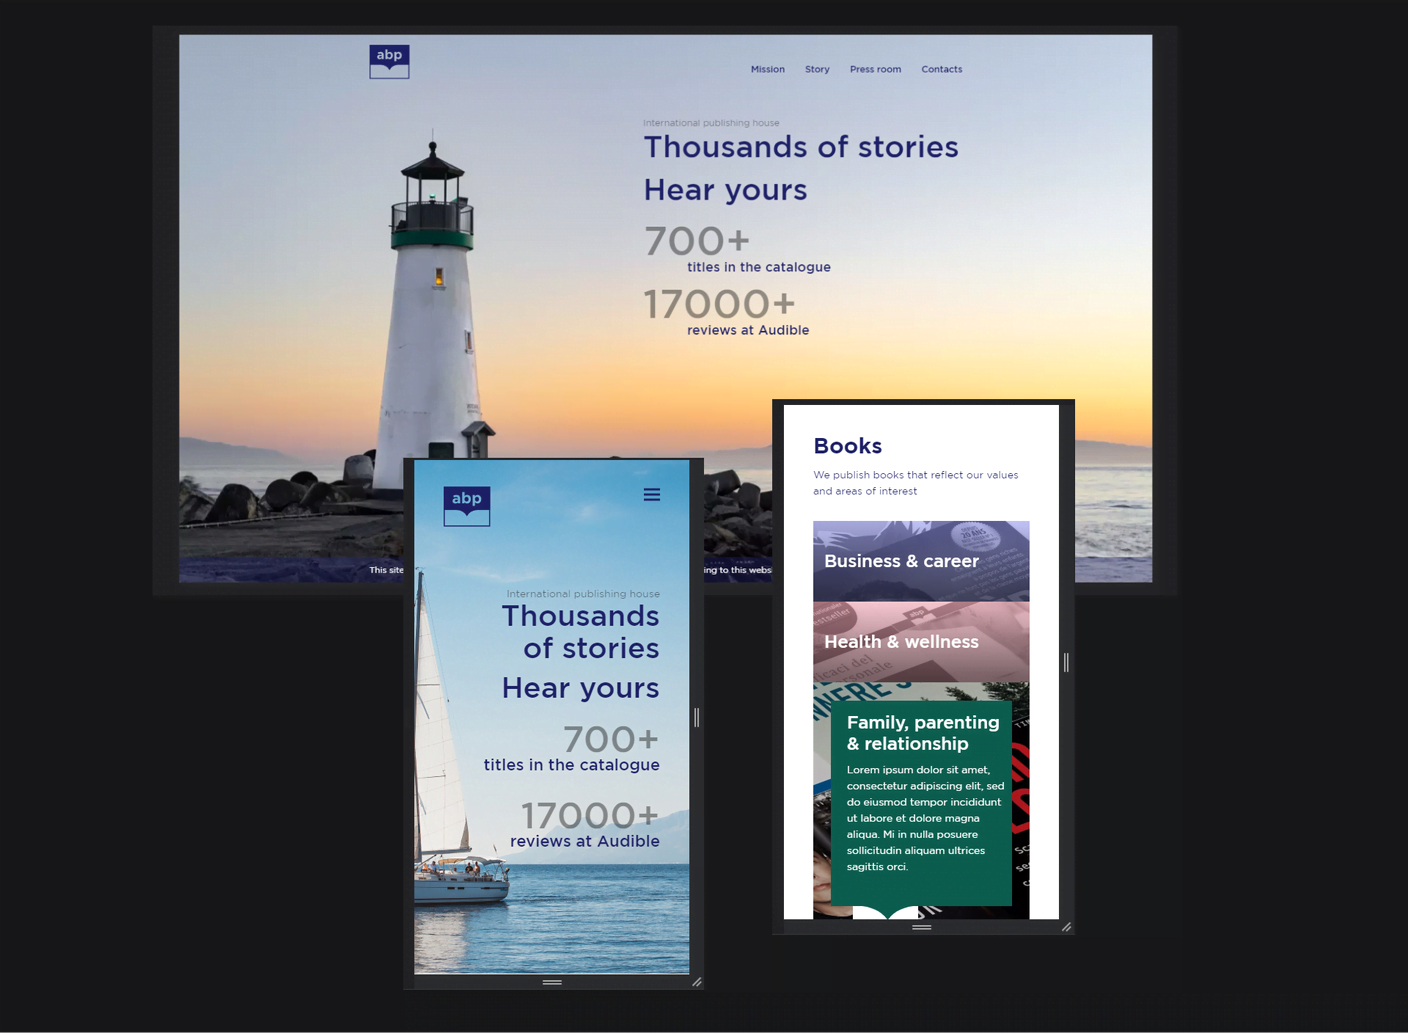 abp
Mission Story Press room Contacts
International publishing house
Thousands of stories
Hear yours
700+
titles in the catalogue
17000+
reviews at Audible
This site
ing to this webs
abp
International publishing house
Thousands
of stories
Hear yours
700+
titles in the catalogue
17000+
reviews at Audible
Books
We publish books that reflect our values
and areas of interest
20 ANS
Business & career
abp
Health & wellness
Family, parenting
& relationship
Lorem ipsum dolor sit amet,
consectetur adipiscing elit, sed
do eiusmod tempor incididunt
ut labore et dolore magna
aliqua. Mi in nulla posuere
sollicitudin aliquam ultrices
sagittis orci.